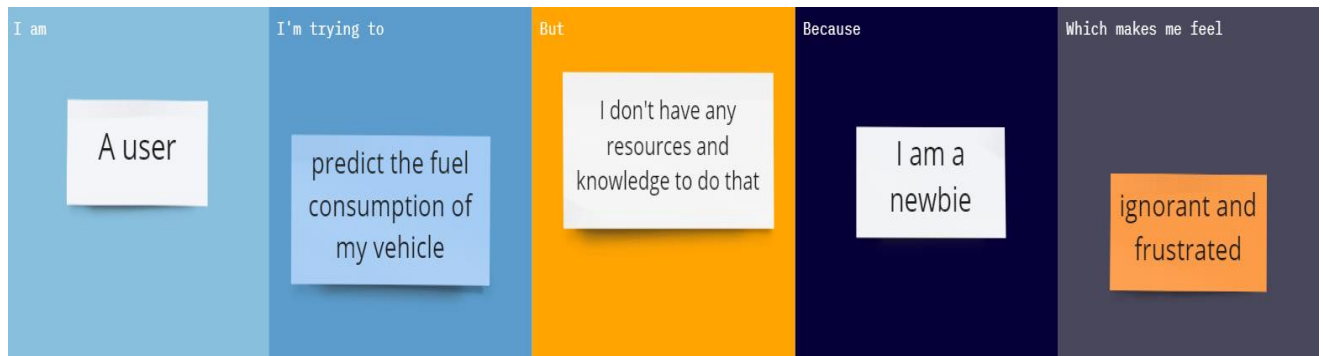 I am
A user
I'm trying to
predict the fuel
consumption of
my vehicle
But
I don't have any
resources and
knowledge to do that
Because
I am a
newbie
Which makes me feel
ignorant and
frustrated